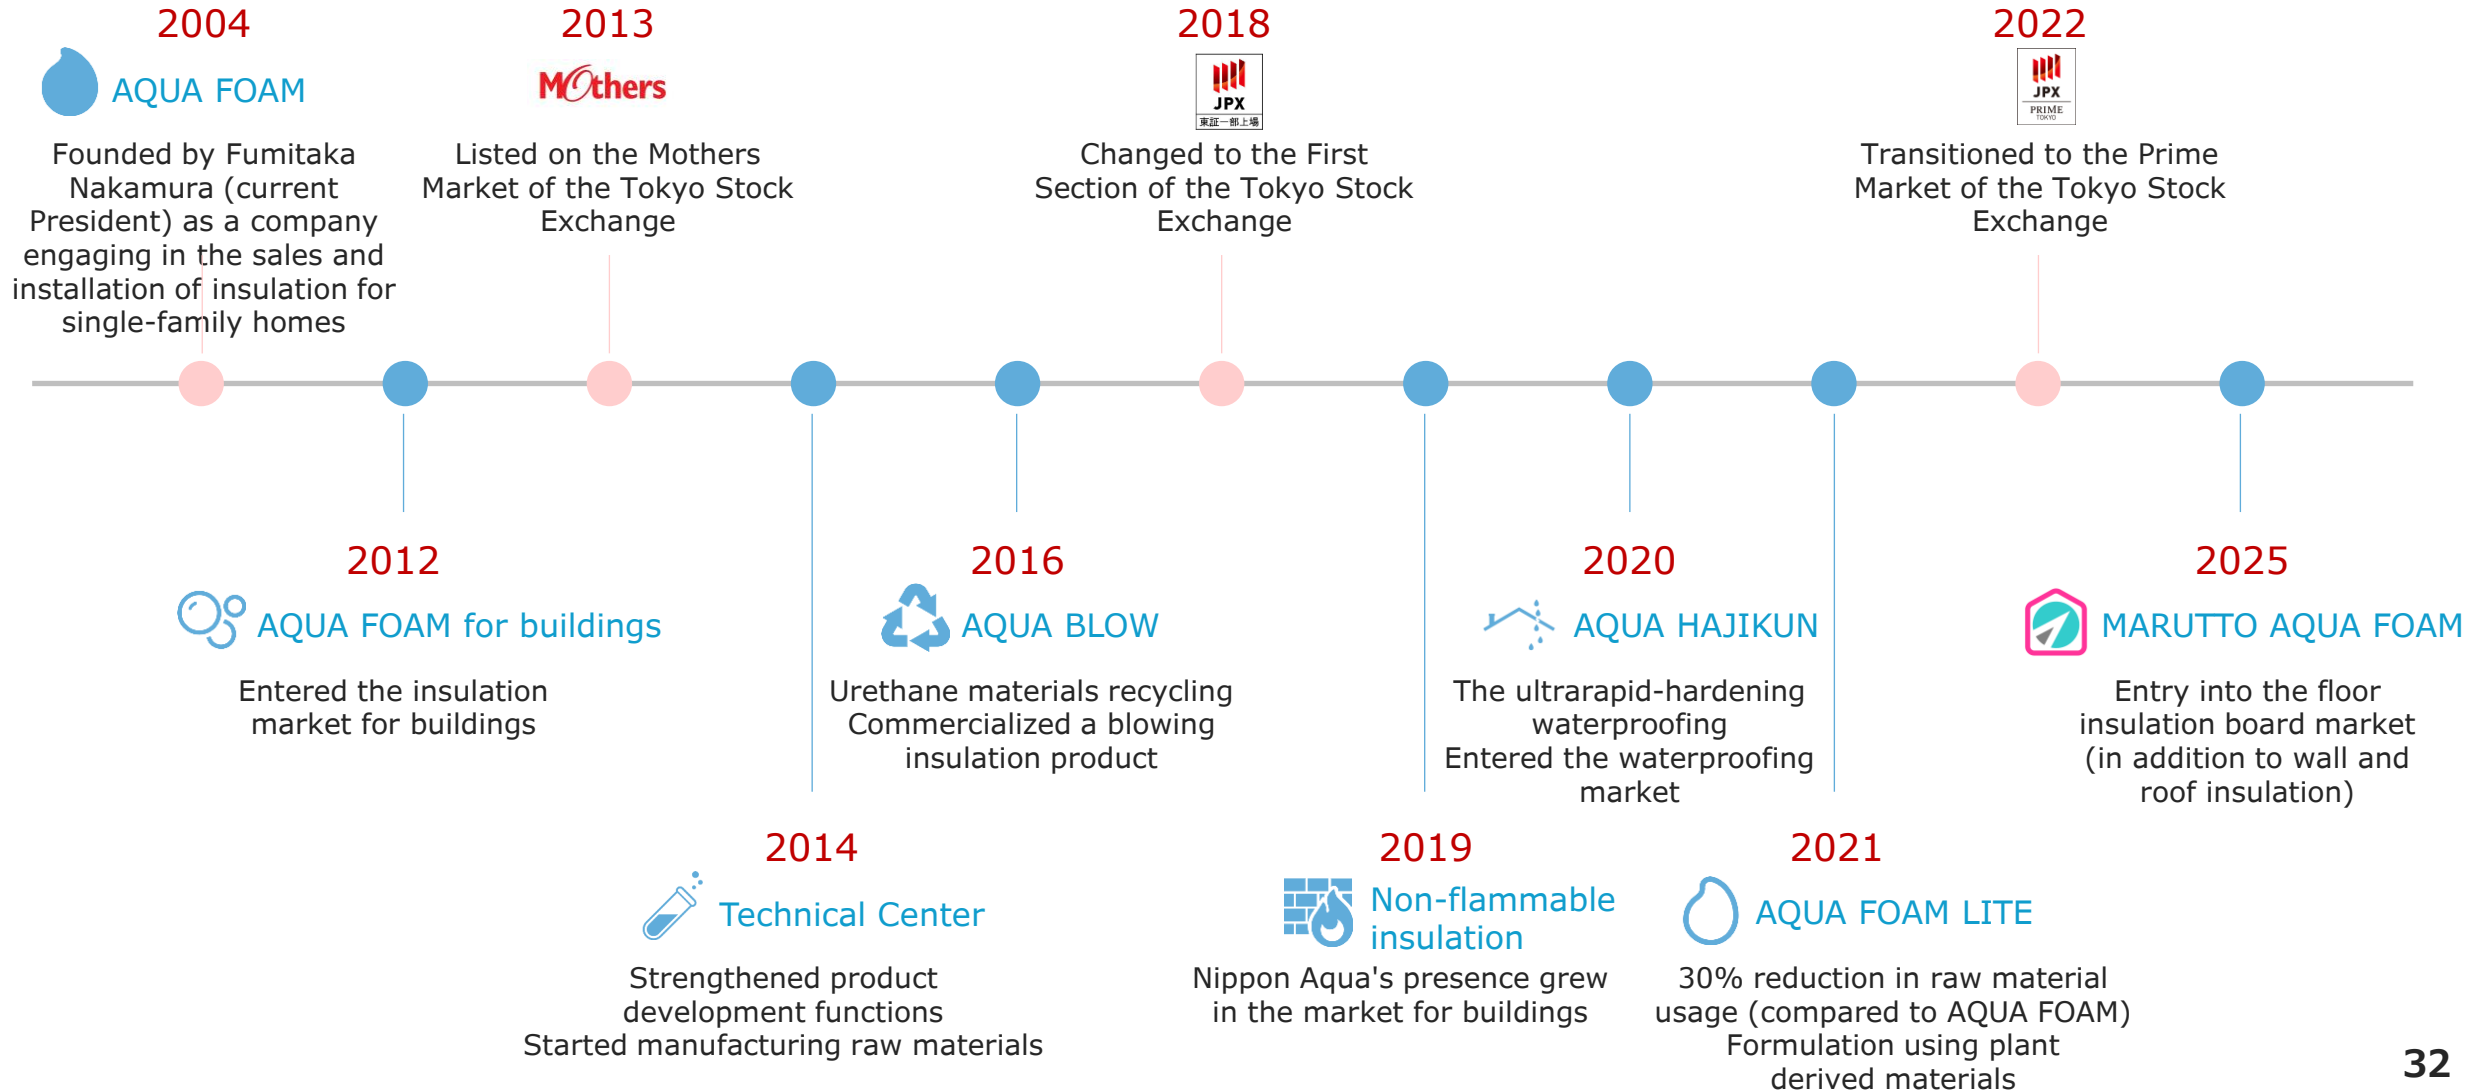 2004
AQUA FOAM
Founded by Fumitaka
Nakamura (current
President) as a company
engaging in the sales and
installation of insulation for
single-family homes
2013
Mothers
Listed on the Mothers
Market of the Tokyo Stock
Exchange
2018
JPX
東証一部上場
Changed to the First
Section of the Tokyo Stock
Exchange
2022
JPX
PRIME
TOKYO
Transitioned to the Prime
Market of the Tokyo Stock
Exchange
2012
AQUA FOAM for buildings
Entered the insulation
market for buildings
2016
AQUA BLOW
Urethane materials recycling
Commercialized a blowing
insulation product
2020
AQUA HAJIKUN
The ultrarapid-hardening
waterproofing
Entered the waterproofing
market
2025
MARUTTO AQUA FOAM
Entry into the floor
insulation board market
(in addition to wall and
roof insulation)
2014
Technical Center
Strengthened product
development functions
Started manufacturing raw materials
2019
Non-flammable
insulation
Nippon Aqua's presence grew
in the market for buildings
2021
AQUA FOAM LITE
30% reduction in raw material
usage (compared to AQUA FOAM)
Formulation using plant
derived materials
32